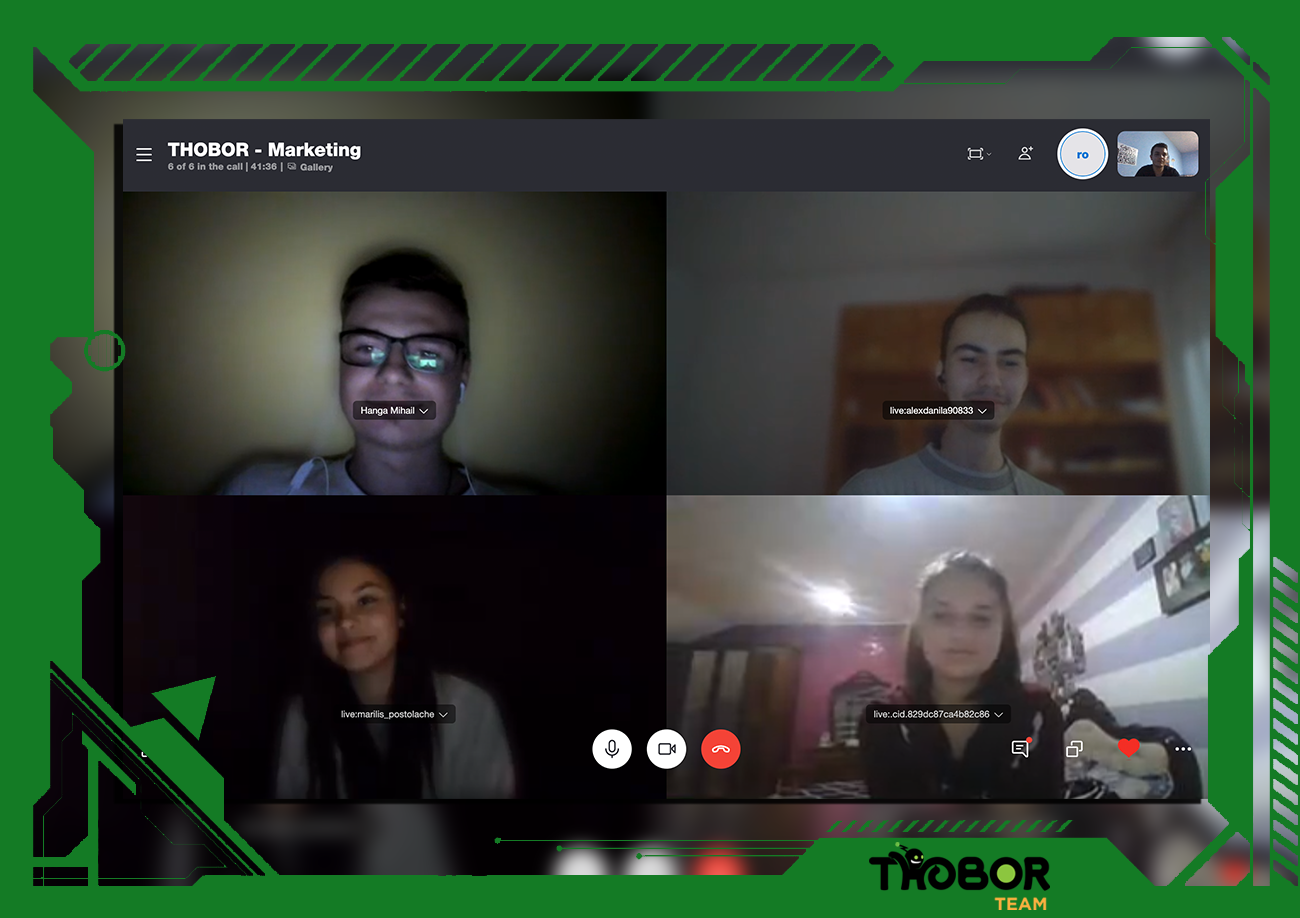 THOBOR - Marketing
6 of 6 in the call | 41:36 | Gallery
ro
Hanga Mihail
live:alexdanila90833
live:marilis_postolache
live:.cid.829dc87ca4b82c86
THOBOR
TEAM